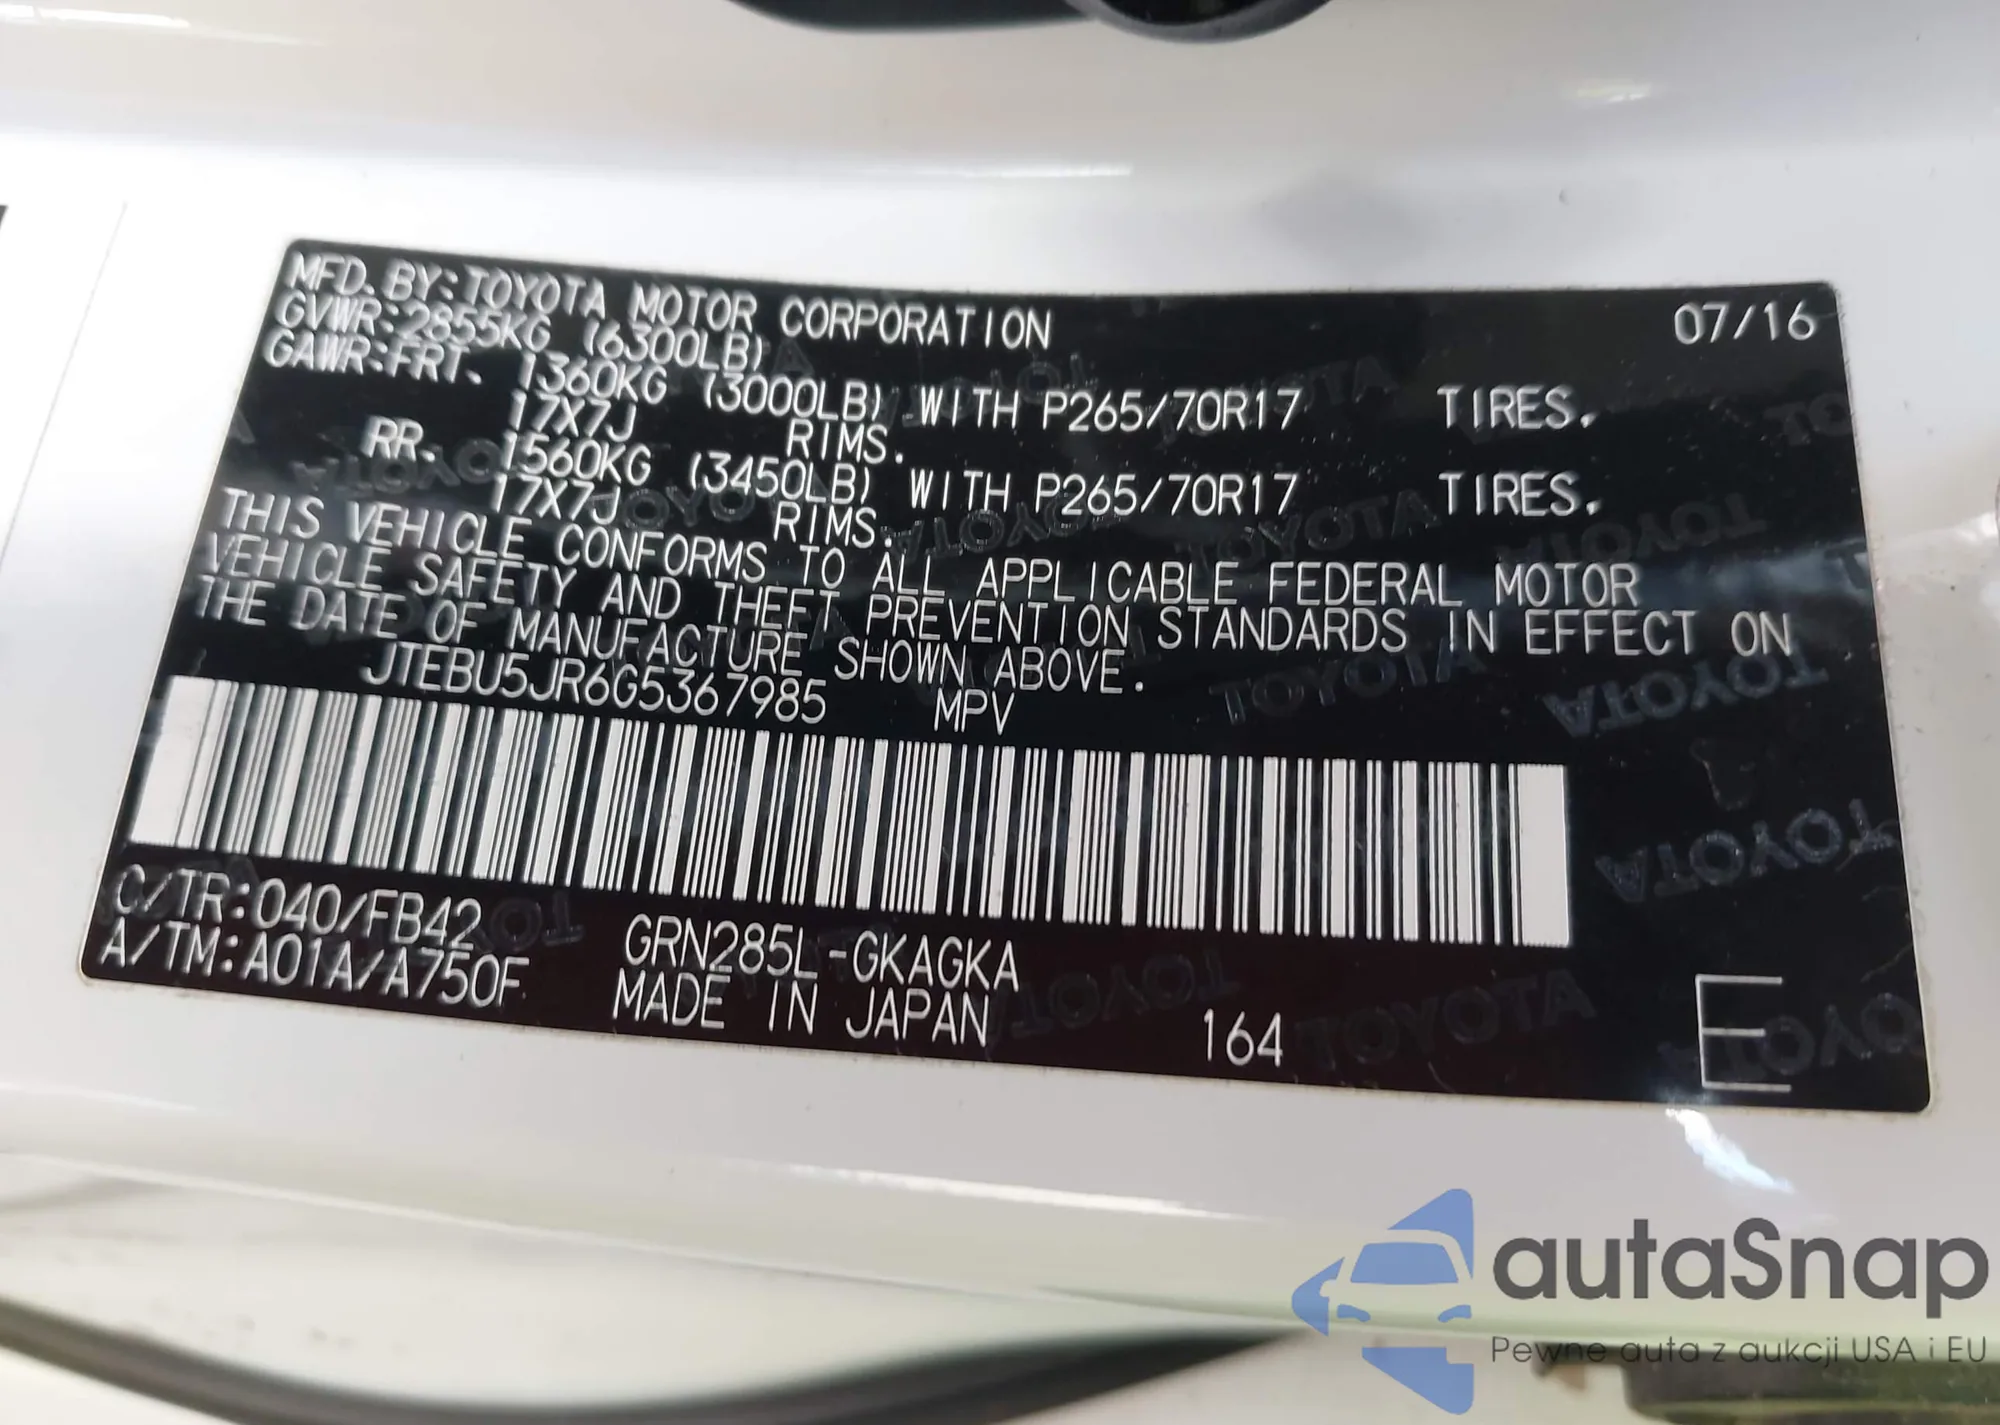 MFD.BY:TOYOTA MOTOR CORPORATION 07/16
GVWR:2855KG (6300LB)
GAWR:FRT. 1360KG (3000LB) WITH P265/70R17 TIRES.
17X7J RIMS.
RR. 1560KG (3450LB) WITH P265/70R17 TIRES.
17X7J RIMS.
THIS VEHICLE CONFORMS TO ALL APPLICABLE FEDERAL MOTOR
VEHICLE SAFETY AND THEFT PREVENTION STANDARDS IN EFFECT ON
THE DATE OF MANUFACTURE SHOWN ABOVE.
JTEBU5JR6G5367985 MPV
C/TR:040/FB42 GRN285L-GKAGKA
A/TM:A01A/A750F MADE IN JAPAN 164 E
autaSnap
Pewne auta z aukcji USA i EU